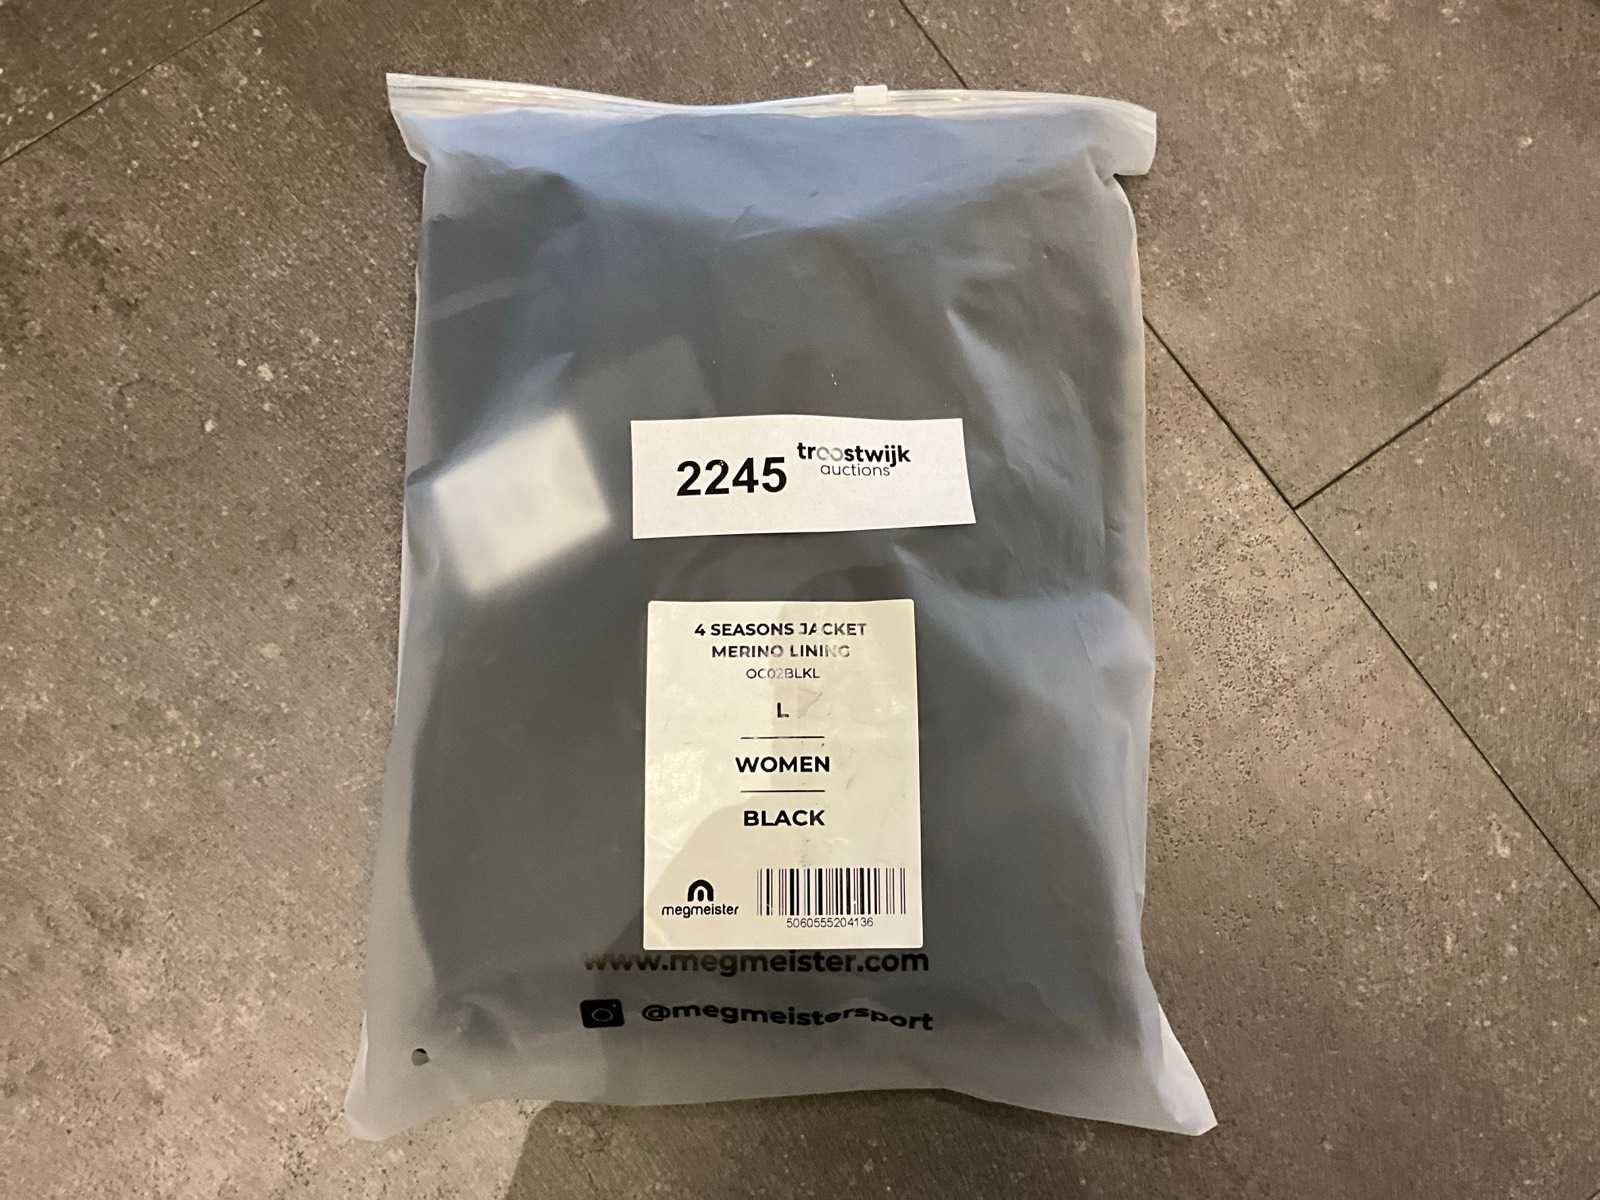 2245
troostwijk
auctions
4 SEASONS JACKET
MERINO LINING
OC02BLKL
L
WOMEN
BLACK
megmeister
5060555204136
www.megmeister.com
@megmeistersport